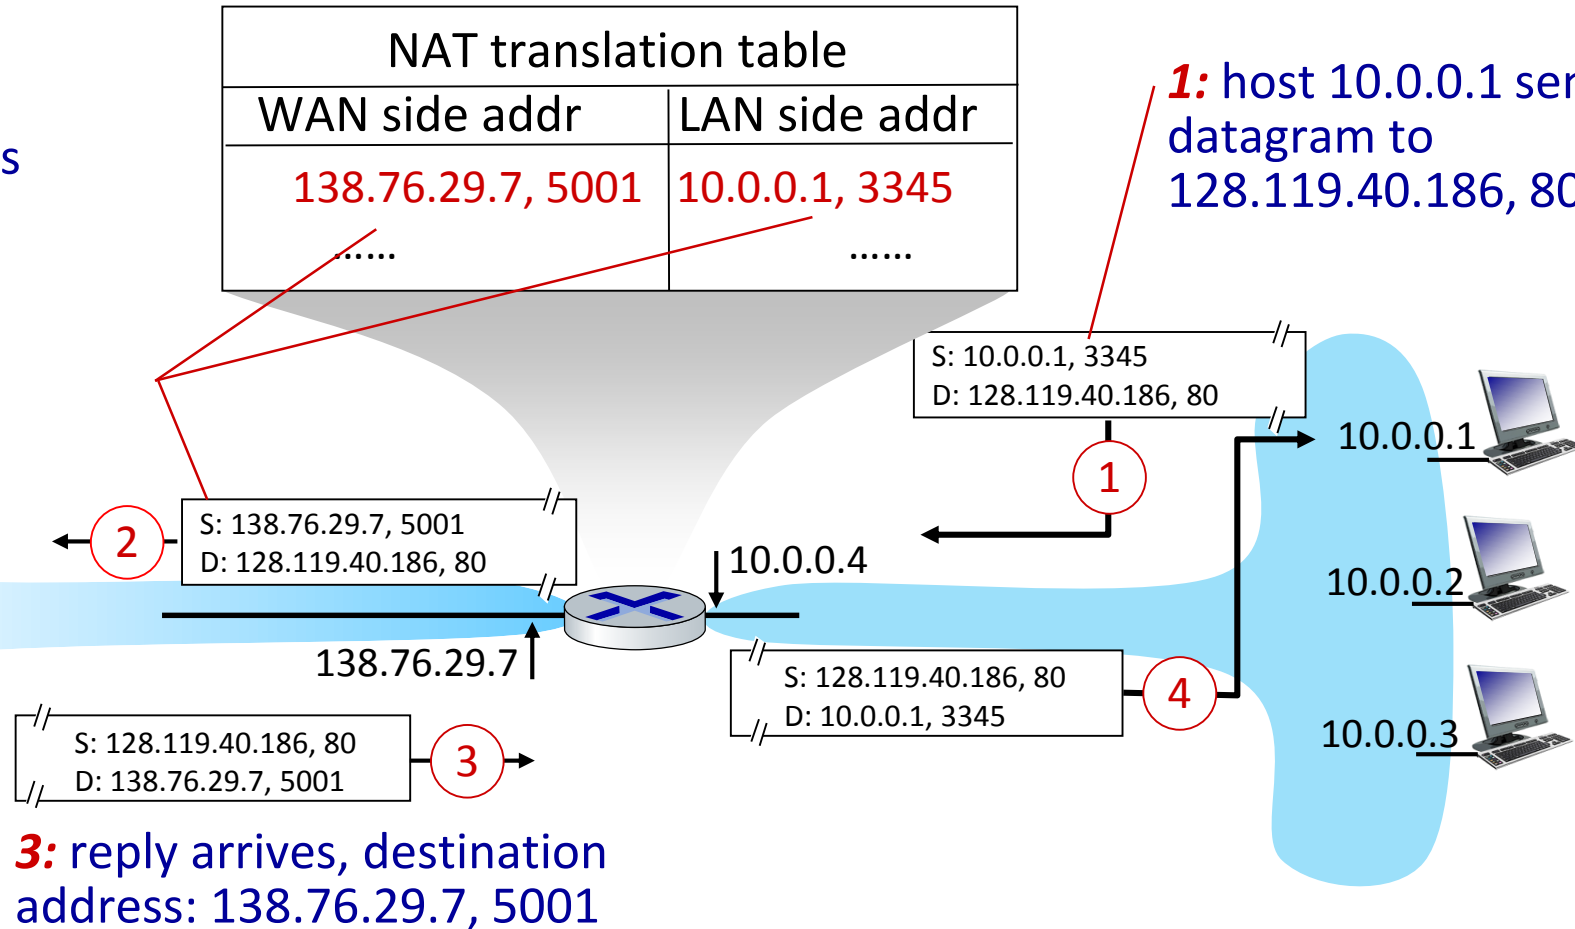 NAT translation table
WAN side addr LAN side addr
138.76.29.7, 5001 10.0.0.1, 3345
...... ......
s
1: host 10.0.0.1
datagram to
128.119.40.186, 80
S: 10.0.0.1, 3345
D: 128.119.40.186, 80
1
10.0.0.1
2
S: 138.76.29.7, 5001
D: 128.119.40.186, 80
10.0.0.4
10.0.0.2
138.76.29.7
S: 128.119.40.186, 80
D: 10.0.0.1, 3345
4
10.0.0.3
S: 128.119.40.186, 80
D: 138.76.29.7, 5001
3
3: reply arrives, destination
address: 138.76.29.7, 5001